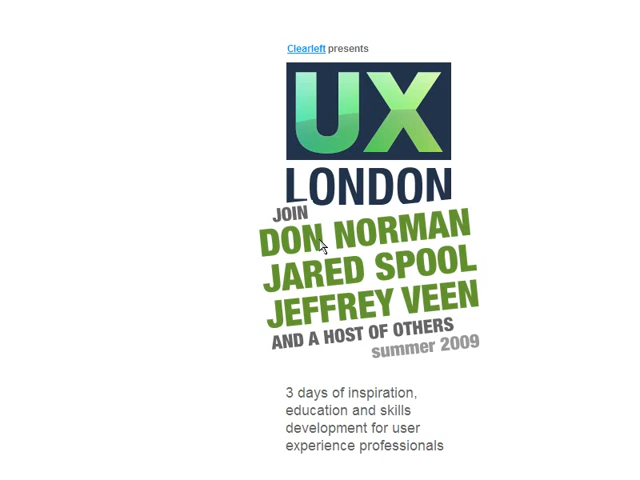 Clearleft presents
UX
LONDON
JOIN
DON NORMAN
JARED SPOOL
JEFFREY VEEN
AND A HOST OF OTHERS
summer 2009
3 days of inspiration,
education and skills
development for user
experience professionals